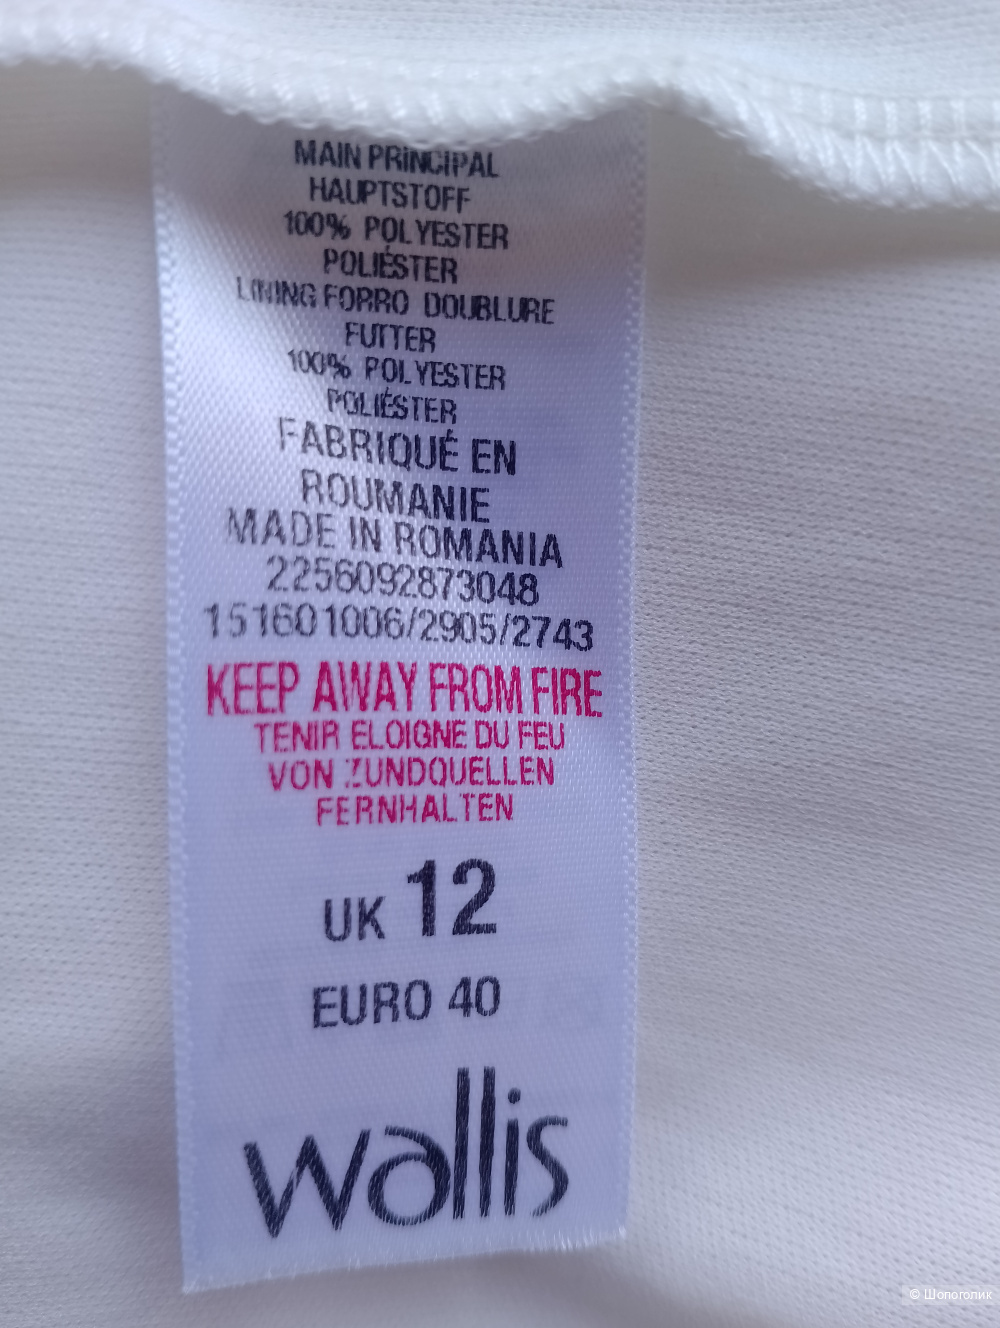 MAIN PRINCIPAL
HAUPTSTOFF
100% POLYESTER
POLIÉSTER
LINING FORRO DOUBLURE
FUTTER
100% POLYESTER
POLIÉSTER
FABRIQUÉ EN
ROUMANIE
MADE IN ROMANIA
2256092873048
151601006/2905/2743
KEEP AWAY FROM FIRE
TENIR ELOIGNE DU FEU
VON ZUNDQUELLEN
FERNHALTEN
UK 12
EURO 40
wallis
© Шопоголик